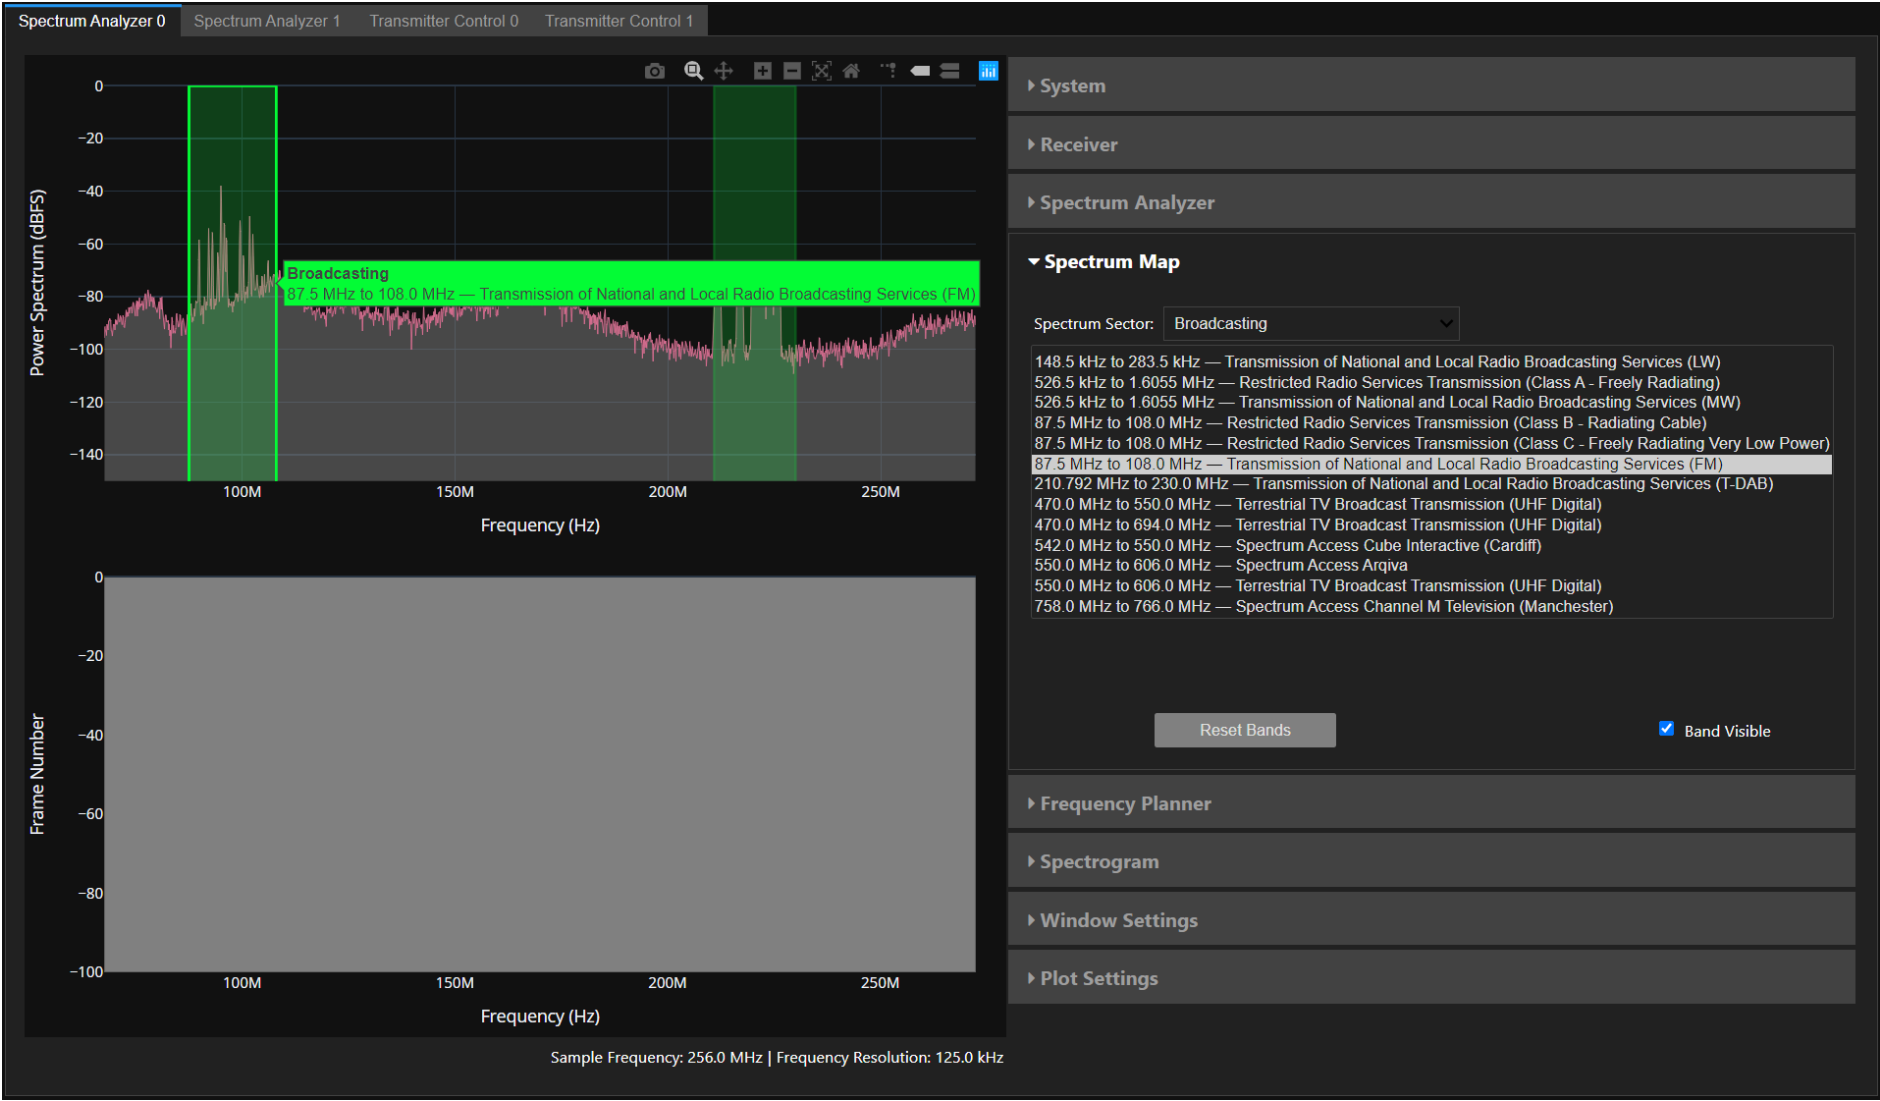 Spectrum Analyzer 0
Spectrum Analyzer 1
Transmitter Control 0
Transmitter Control 1
0
−20
−40
−60
−80
−100
−120
−140
Power Spectrum (dBFS)
Broadcasting
87.5 MHz to 108.0 MHz — Transmission of National and Local Radio Broadcasting Services (FM)
100M
150M
200M
250M
Frequency (Hz)
0
−20
−40
−60
−80
−100
Frame Number
100M
150M
200M
250M
Frequency (Hz)
Sample Frequency: 256.0 MHz | Frequency Resolution: 125.0 kHz
System
Receiver
Spectrum Analyzer
Spectrum Map
Spectrum Sector: Broadcasting
148.5 kHz to 283.5 kHz — Transmission of National and Local Radio Broadcasting Services (LW)
526.5 kHz to 1.6055 MHz — Restricted Radio Services Transmission (Class A - Freely Radiating)
526.5 kHz to 1.6055 MHz — Transmission of National and Local Radio Broadcasting Services (MW)
87.5 MHz to 108.0 MHz — Restricted Radio Services Transmission (Class B - Radiating Cable)
87.5 MHz to 108.0 MHz — Restricted Radio Services Transmission (Class C - Freely Radiating Very Low Power)
87.5 MHz to 108.0 MHz — Transmission of National and Local Radio Broadcasting Services (FM)
210.792 MHz to 230.0 MHz — Transmission of National and Local Radio Broadcasting Services (T-DAB)
470.0 MHz to 550.0 MHz — Terrestrial TV Broadcast Transmission (UHF Digital)
470.0 MHz to 694.0 MHz — Terrestrial TV Broadcast Transmission (UHF Digital)
542.0 MHz to 550.0 MHz — Spectrum Access Cube Interactive (Cardiff)
550.0 MHz to 606.0 MHz — Spectrum Access Arqiva
550.0 MHz to 606.0 MHz — Terrestrial TV Broadcast Transmission (UHF Digital)
758.0 MHz to 766.0 MHz — Spectrum Access Channel M Television (Manchester)
Reset Bands
Band Visible
Frequency Planner
Spectrogram
Window Settings
Plot Settings